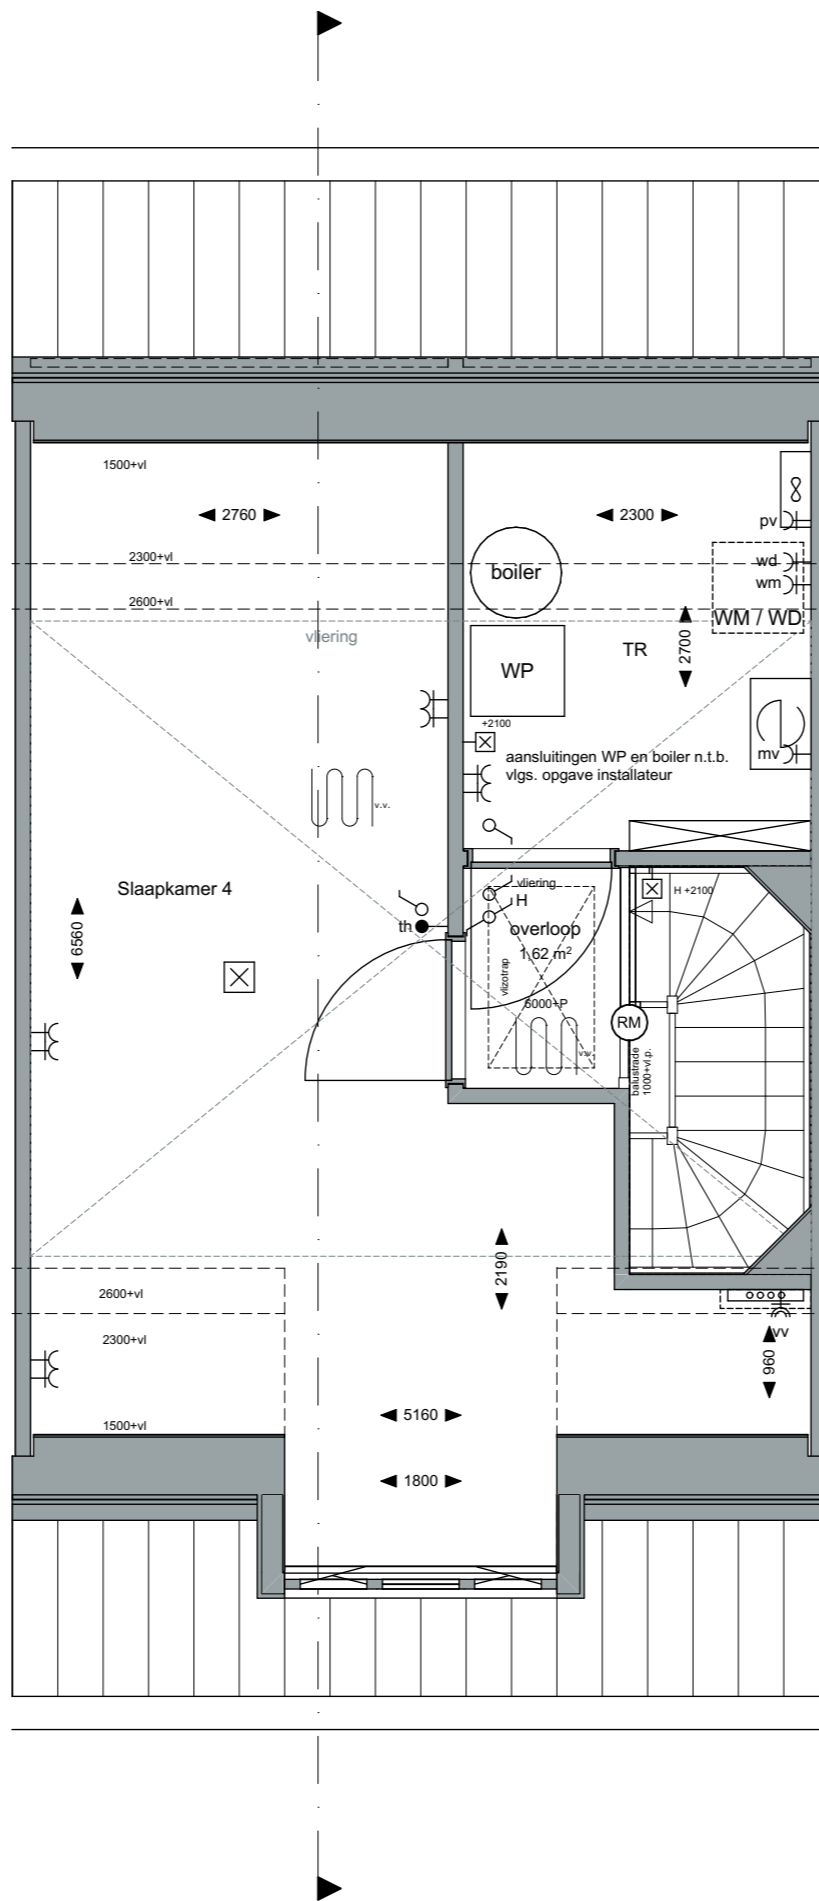 1500+vl
2760
2300
pv
2300+vl
wd
boiler
wm
2600+vl
WM / WD
vliering
TR
2700
WP
+2100
mv
aansluitingen WP en boiler n.t.b.
vlgs. opgave installateur
v.v.
Slaapkamer 4
vliering
H +2100
H
th
overloop
1,62 m²
6560
vlizotrap
6000+P
RM
v.v.
balustrade
1000+vl.p.
2190
2600+vl
2300+vl
vv
960
5160
1500+vl
1800